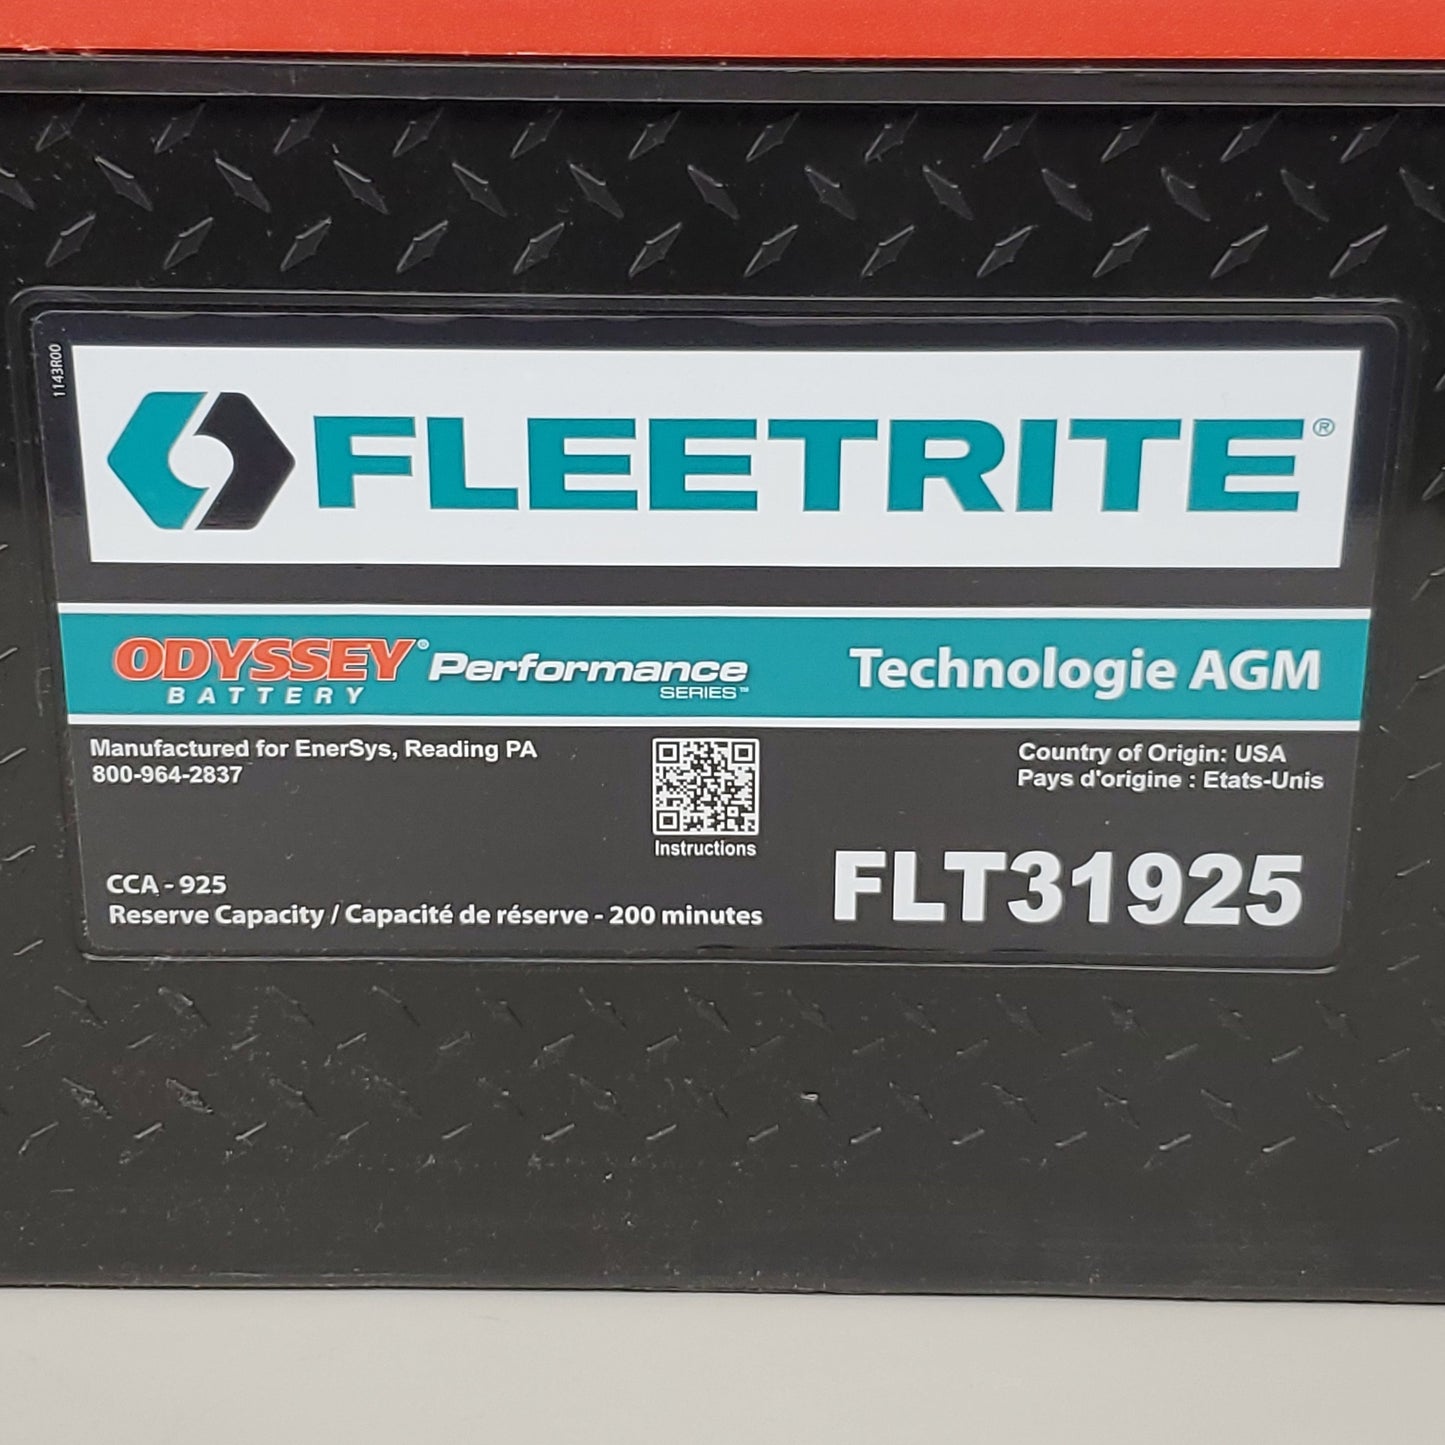 1143R00
FLEETRITE®
ODYSSEY® Performance
BATTERY SERIES™
Technologie AGM
Manufactured for EnerSys, Reading PA
800-964-2837
Instructions
Country of Origin: USA
Pays d'origine : Etats-Unis
CCA - 925
Reserve Capacity / Capacité de réserve - 200 minutes
FLT31925